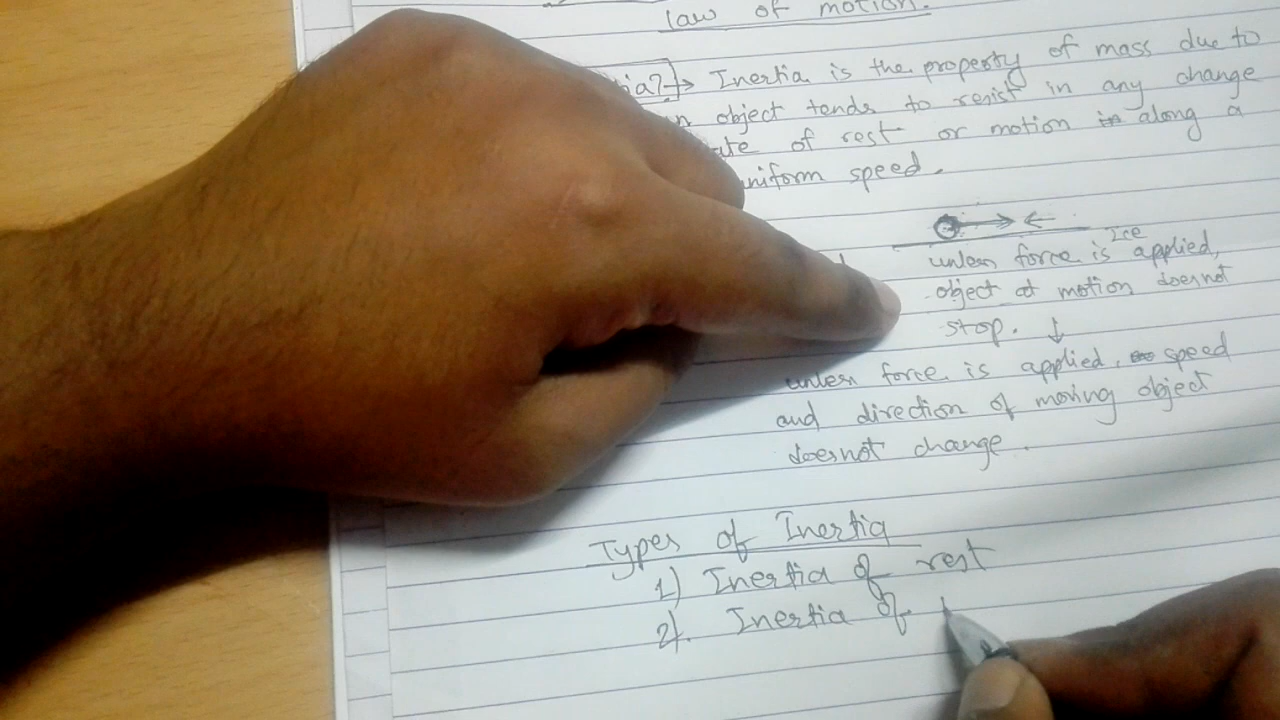 law of motion.
Inertia is the property of mass due to
object tends to resist in any change
of rest or motion along a
uniform speed.
Ice
unless force is applied,
object at motion doesnot
stop.
unless force is applied, speed
and direction of moving object
doesnot change.
Types of Inertia
1) Inertia of rest
2). Inertia of